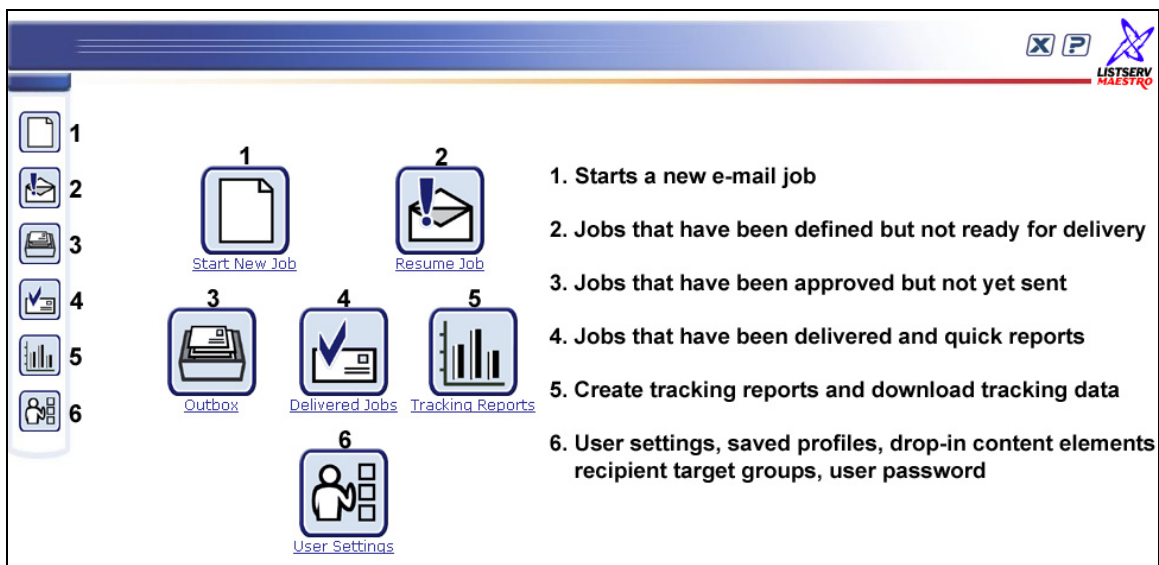 LISTSERV
MAESTRO
1
2
3
4
5
6
1
Start New Job
2
Resume Job
3
Outbox
4
Delivered Jobs
5
Tracking Reports
6
User Settings
1. Starts a new e-mail job
2. Jobs that have been defined but not ready for delivery
3. Jobs that have been approved but not yet sent
4. Jobs that have been delivered and quick reports
5. Create tracking reports and download tracking data
6. User settings, saved profiles, drop-in content elements
recipient target groups, user password